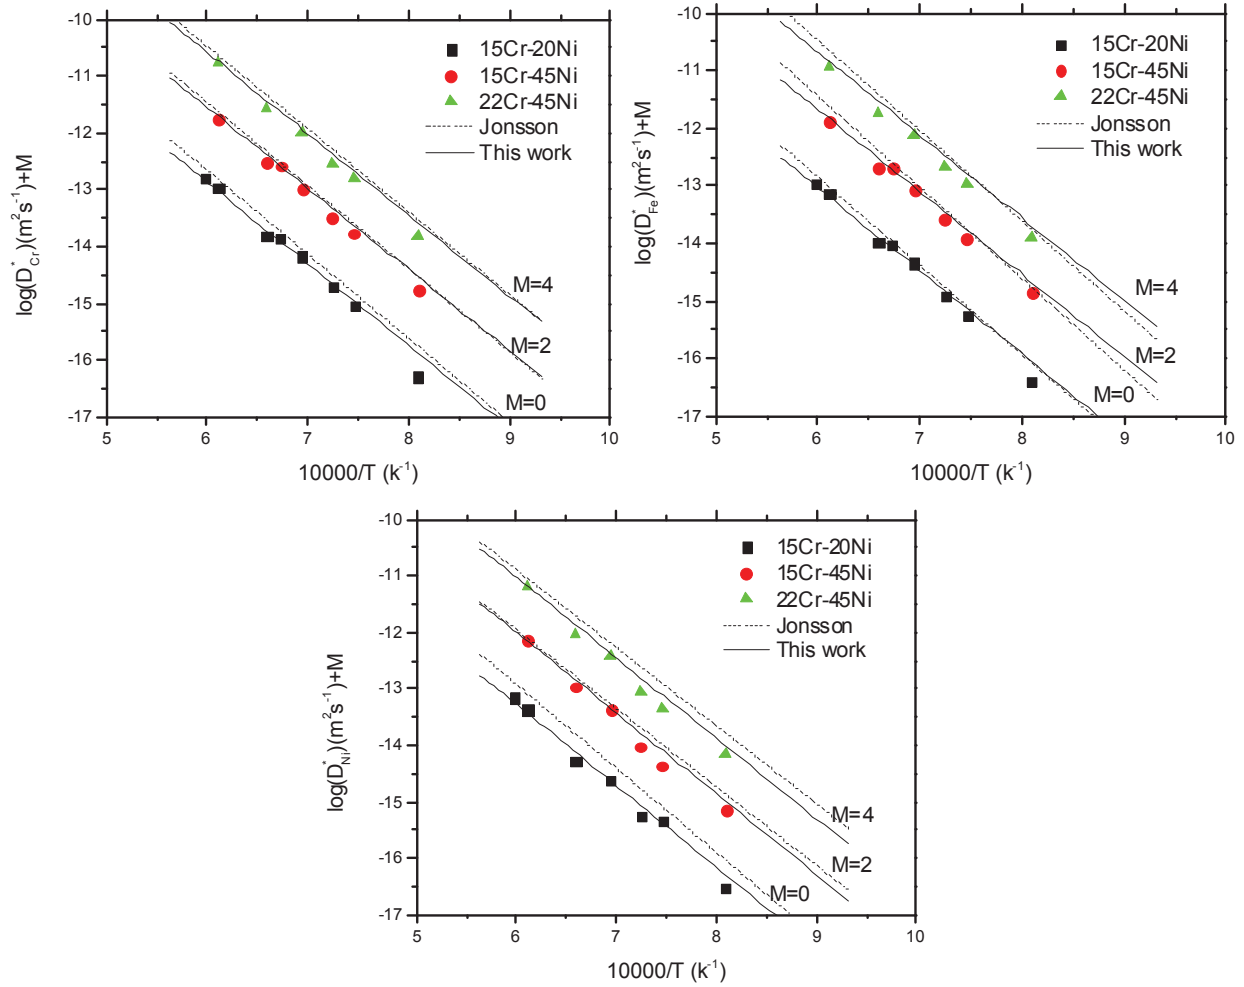 -10
-11
-12
-13
-14
-15
-16
-17
log(D*Cr)(m²s⁻¹)+M
15Cr-20Ni
15Cr-45Ni
22Cr-45Ni
Jonsson
This work
M=4
M=2
M=0
5 6 7 8 9 10
10000/T (k⁻¹)
-10
-11
-12
-13
-14
-15
-16
-17
log(D*Fe)(m²s⁻¹)+M
15Cr-20Ni
15Cr-45Ni
22Cr-45Ni
Jonsson
This work
M=4
M=2
M=0
5 6 7 8 9 10
10000/T (k⁻¹)
-10
-11
-12
-13
-14
-15
-16
-17
log(D*Ni)(m²s⁻¹)+M
15Cr-20Ni
15Cr-45Ni
22Cr-45Ni
Jonsson
This work
M=4
M=2
M=0
5 6 7 8 9 10
10000/T (k⁻¹)